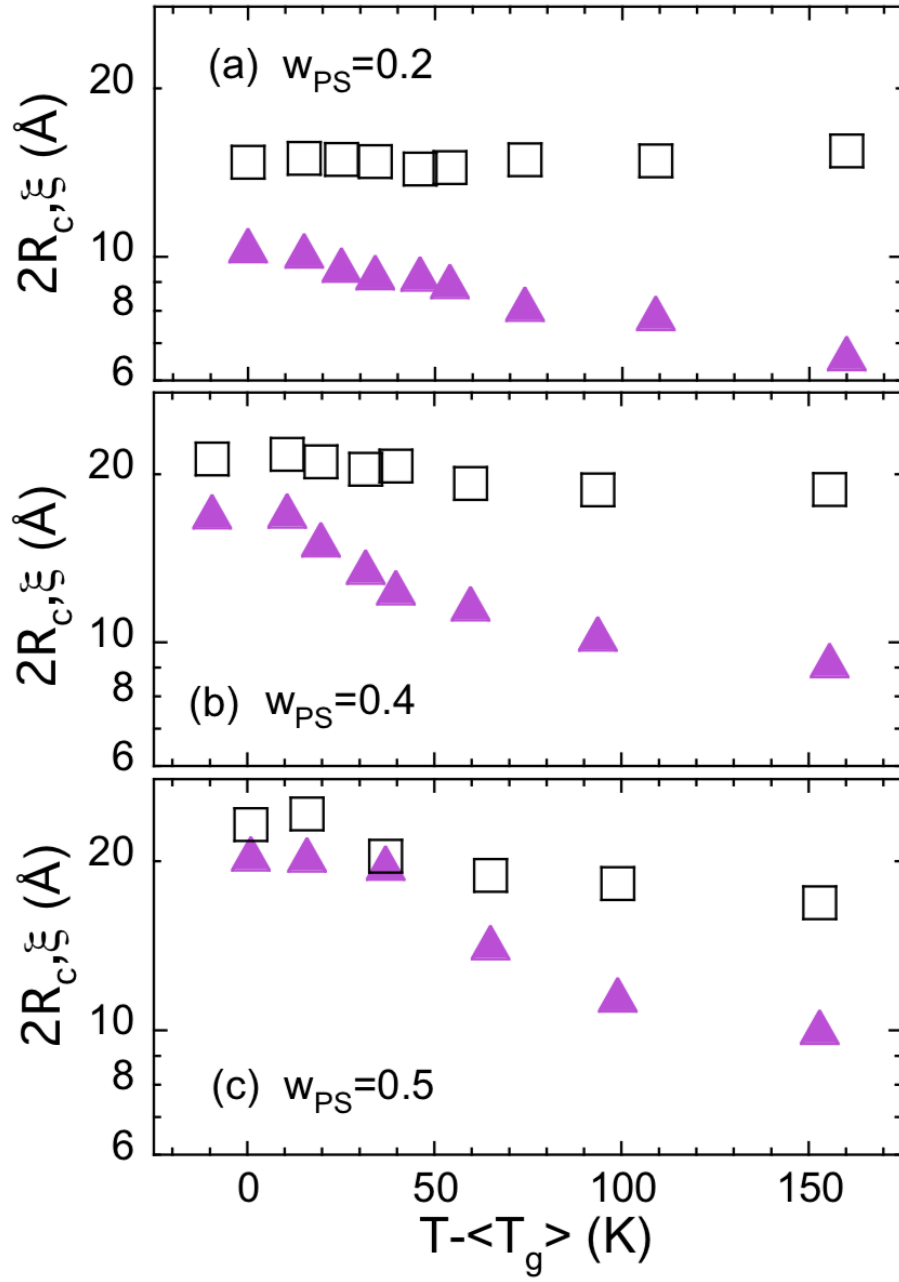 (a) w_PS=0.2
20
10
8
6
2R_c,ξ (Å)
20
10
8
6
2R_c,ξ (Å)
(b) w_PS=0.4
20
10
8
6
2R_c,ξ (Å)
(c) w_PS=0.5
0 50 100 150
T-<T_g> (K)